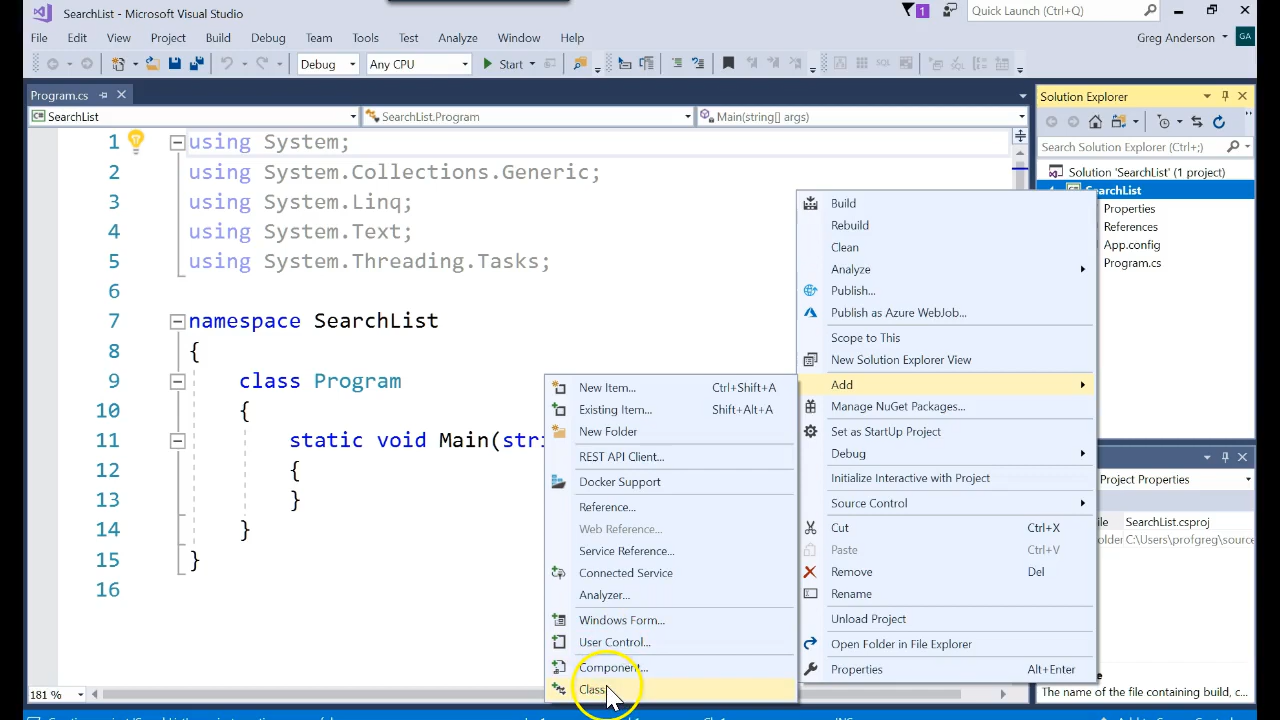 SearchList - Microsoft Visual Studio
1
Quick Launch (Ctrl+Q)
File Edit View Project Build Debug Team Tools Test Analyze Window Help
Greg Anderson GA
Debug Any CPU Start
Program.cs
SearchList SearchList.Program Main(string[] args)
1 using System;
2 using System.Collections.Generic;
3 using System.Linq;
4 using System.Text;
5 using System.Threading.Tasks;
6
7 namespace SearchList
8 {
9 class Program
10 {
11 static void Main(stri
12 {
13 }
14 }
15 }
16
181 %
Solution Explorer
Search Solution Explorer (Ctrl+;)
Solution 'SearchList' (1 project)
SearchList
Properties
References
App.config
Program.cs
Build
Rebuild
Clean
Analyze
Publish...
Publish as Azure WebJob...
Scope to This
New Solution Explorer View
Add
Manage NuGet Packages...
Set as StartUp Project
Debug
Initialize Interactive with Project
Source Control
Cut Ctrl+X
Paste Ctrl+V
Remove Del
Rename
Unload Project
Open Folder in File Explorer
Properties Alt+Enter
New Item... Ctrl+Shift+A
Existing Item... Shift+Alt+A
New Folder
REST API Client...
Docker Support
Reference...
Web Reference...
Service Reference...
Connected Service
Analyzer...
Windows Form...
User Control...
Component...
Class
Project Properties
SearchList.csproj
C:\Users\profgreg\source
The name of the file containing build, c